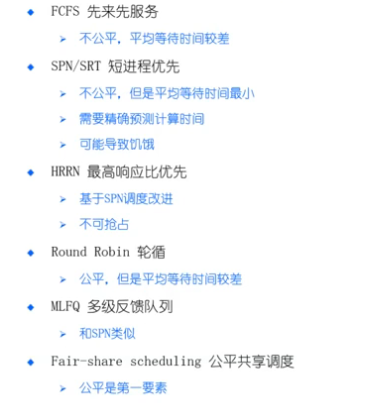 FCFS 先来先服务
不公平，平均等待时间较差
SPN/SRT 短进程优先
不公平，但是平均等待时间最小
需要精确预测计算时间
可能导致饥饿
HRRN 最高响应比优先
基于SPN调度改进
不可抢占
Round Robin 轮循
公平，但是平均等待时间较差
MLFQ 多级反馈队列
和SPN类似
Fair-share scheduling 公平共享调度
公平是第一要素